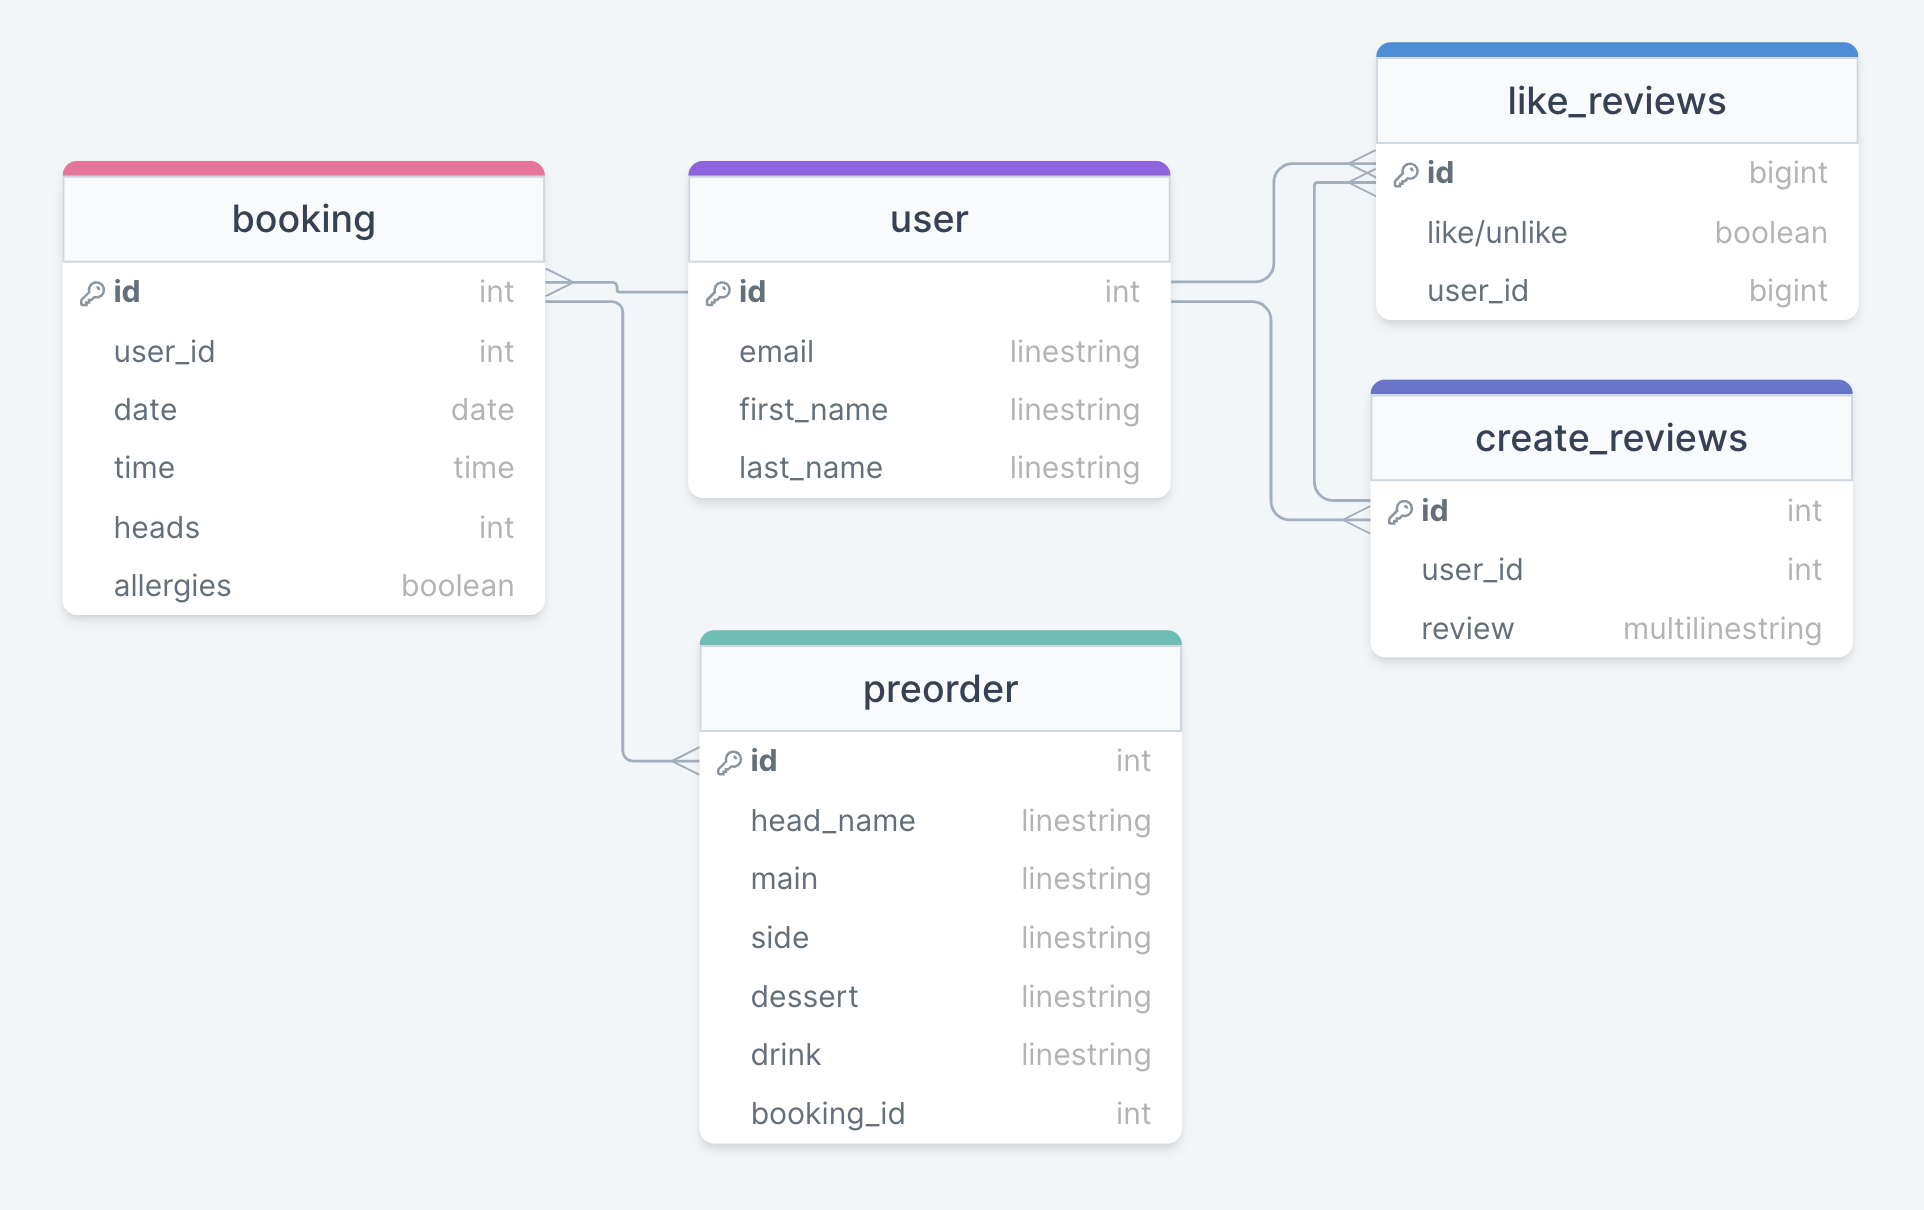 booking
id int
user_id int
date date
time time
heads int
allergies boolean
user
id int
email linestring
first_name linestring
last_name linestring
like_reviews
id bigint
like/unlike boolean
user_id bigint
create_reviews
id int
user_id int
review multilinestring
preorder
id int
head_name linestring
main linestring
side linestring
dessert linestring
drink linestring
booking_id int